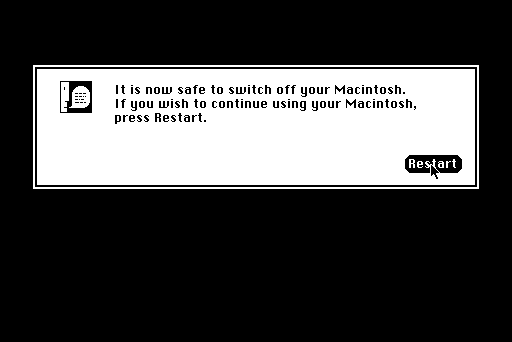 It is now safe to switch off your Macintosh.
If you wish to continue using your Macintosh,
press Restart.
Restart